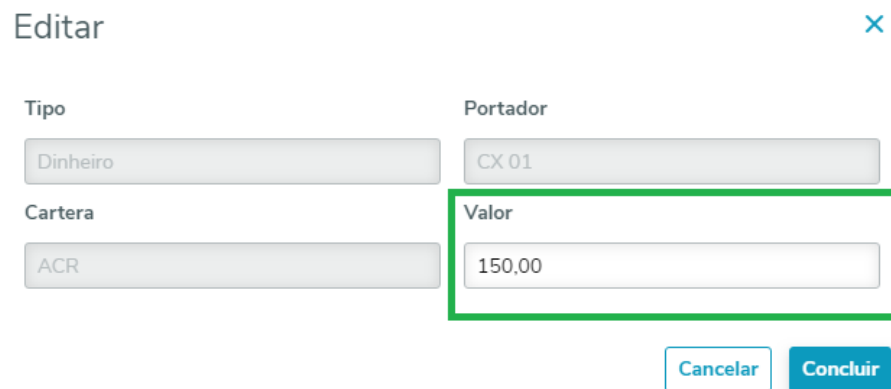 Editar
Tipo
Portador
Dinheiro
CX 01
Cartera
Valor
ACR
150,00
Cancelar
Concluir